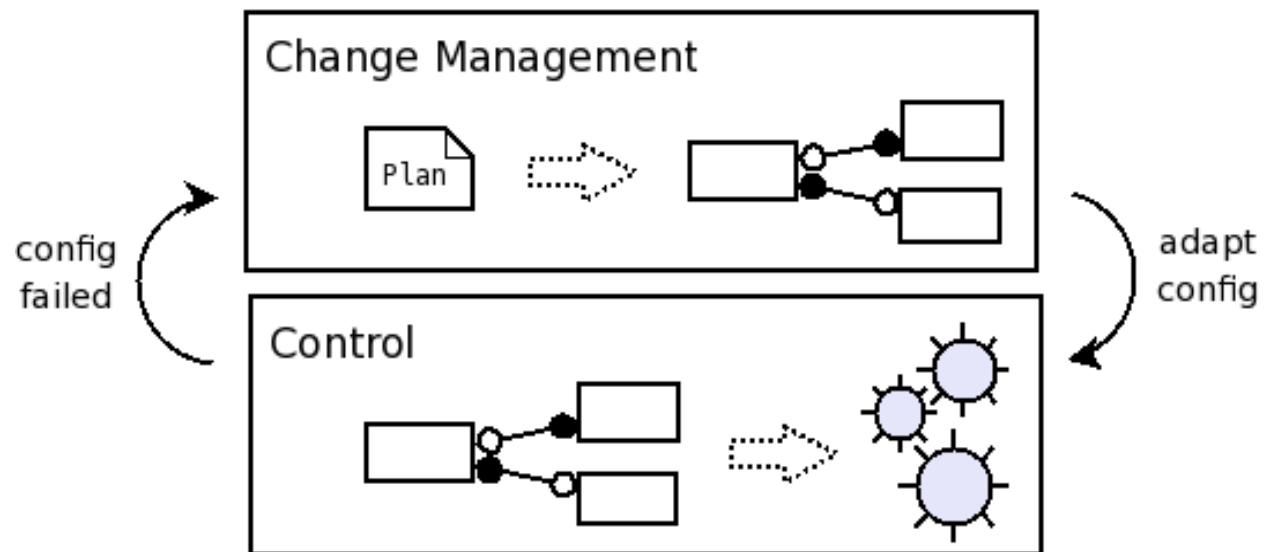 Change Management
Plan
config
failed
adapt
config
Control